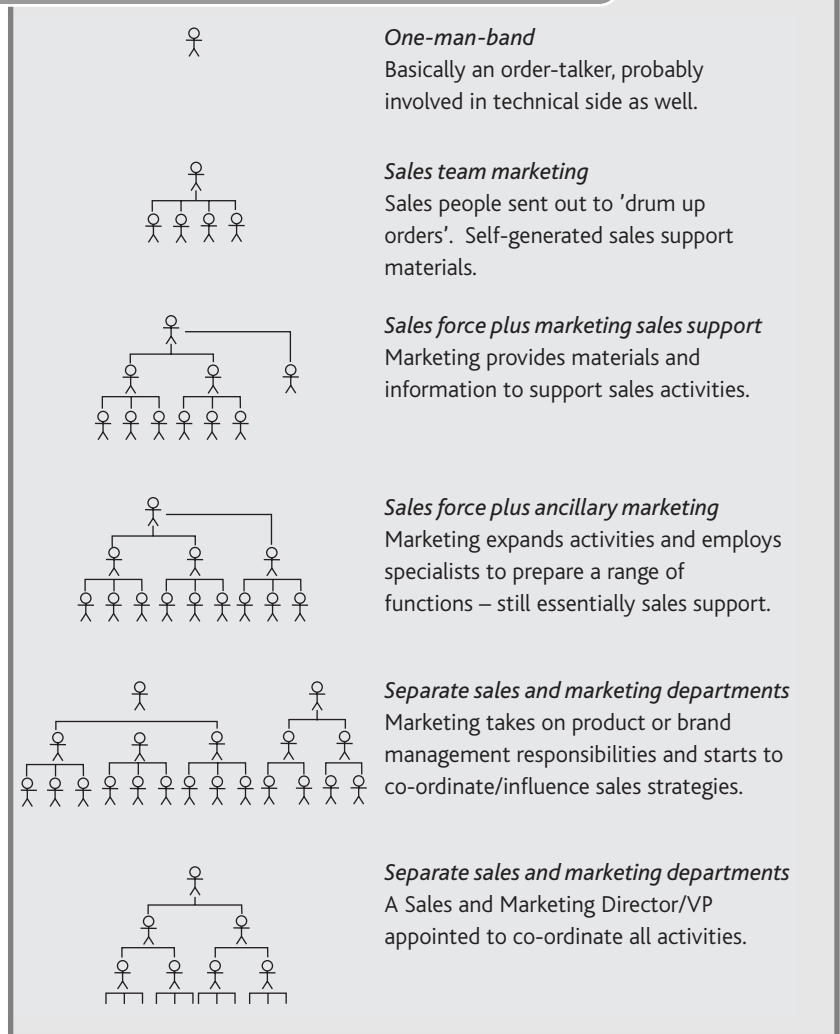 One-man-band
Basically an order-talker, probably
involved in technical side as well.
Sales team marketing
Sales people sent out to 'drum up
orders'. Self-generated sales support
materials.
Sales force plus marketing sales support
Marketing provides materials and
information to support sales activities.
Sales force plus ancillary marketing
Marketing expands activities and employs
specialists to prepare a range of
functions – still essentially sales support.
Separate sales and marketing departments
Marketing takes on product or brand
management responsibilities and starts to
co-ordinate/influence sales strategies.
Separate sales and marketing departments
A Sales and Marketing Director/VP
appointed to co-ordinate all activities.